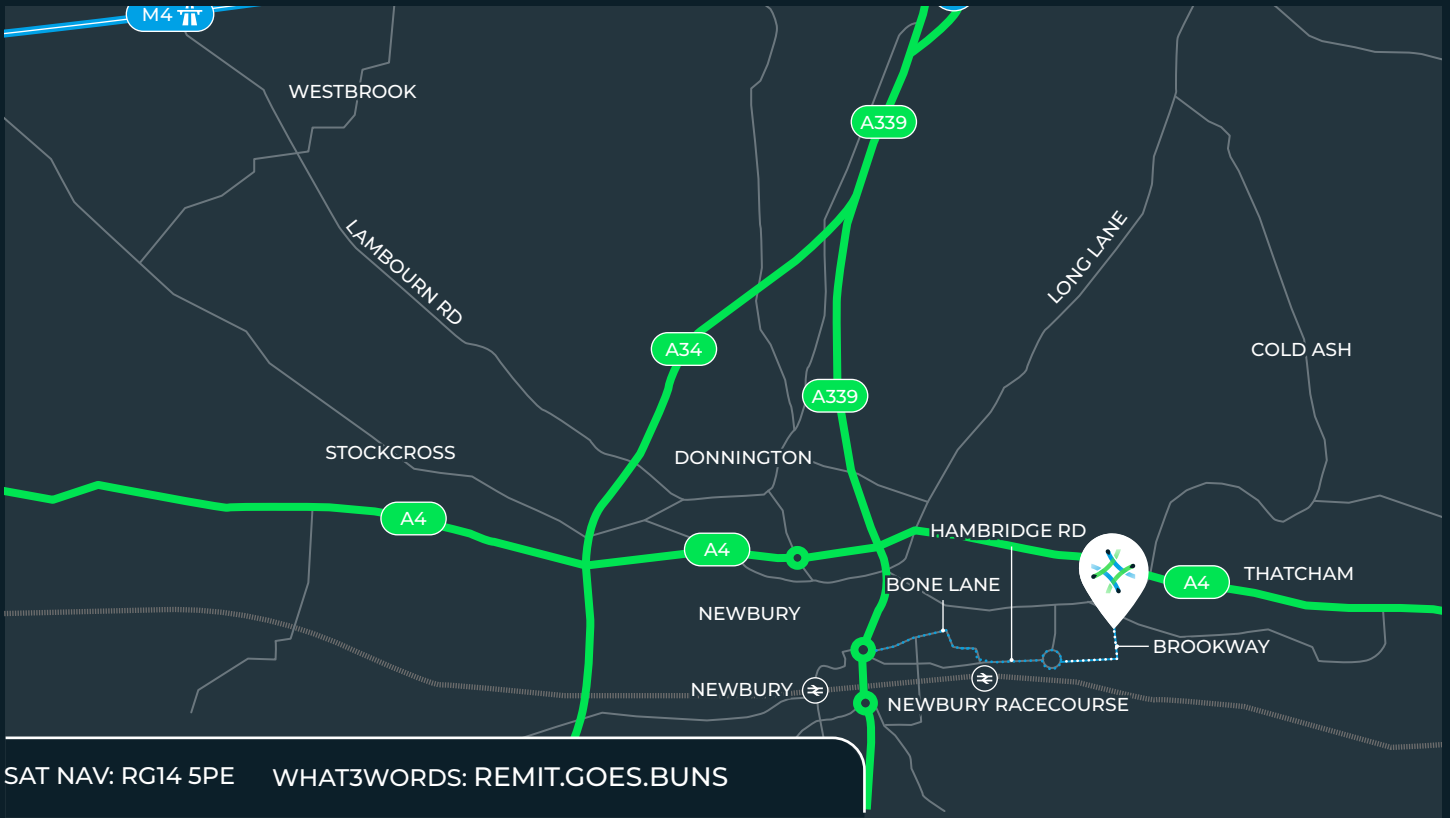 M4
WESTBROOK
A339
LAMBOURN RD
LONG LANE
A34
COLD ASH
A339
STOCKCROSS
DONNINGTON
A4
HAMBRIDGE RD
A4
THATCHAM
A4
BONE LANE
NEWBURY
BROOKWAY
NEWBURY
NEWBURY RACECOURSE
SAT NAV: RG14 5PE
WHAT3WORDS: REMIT.GOES.BUNS